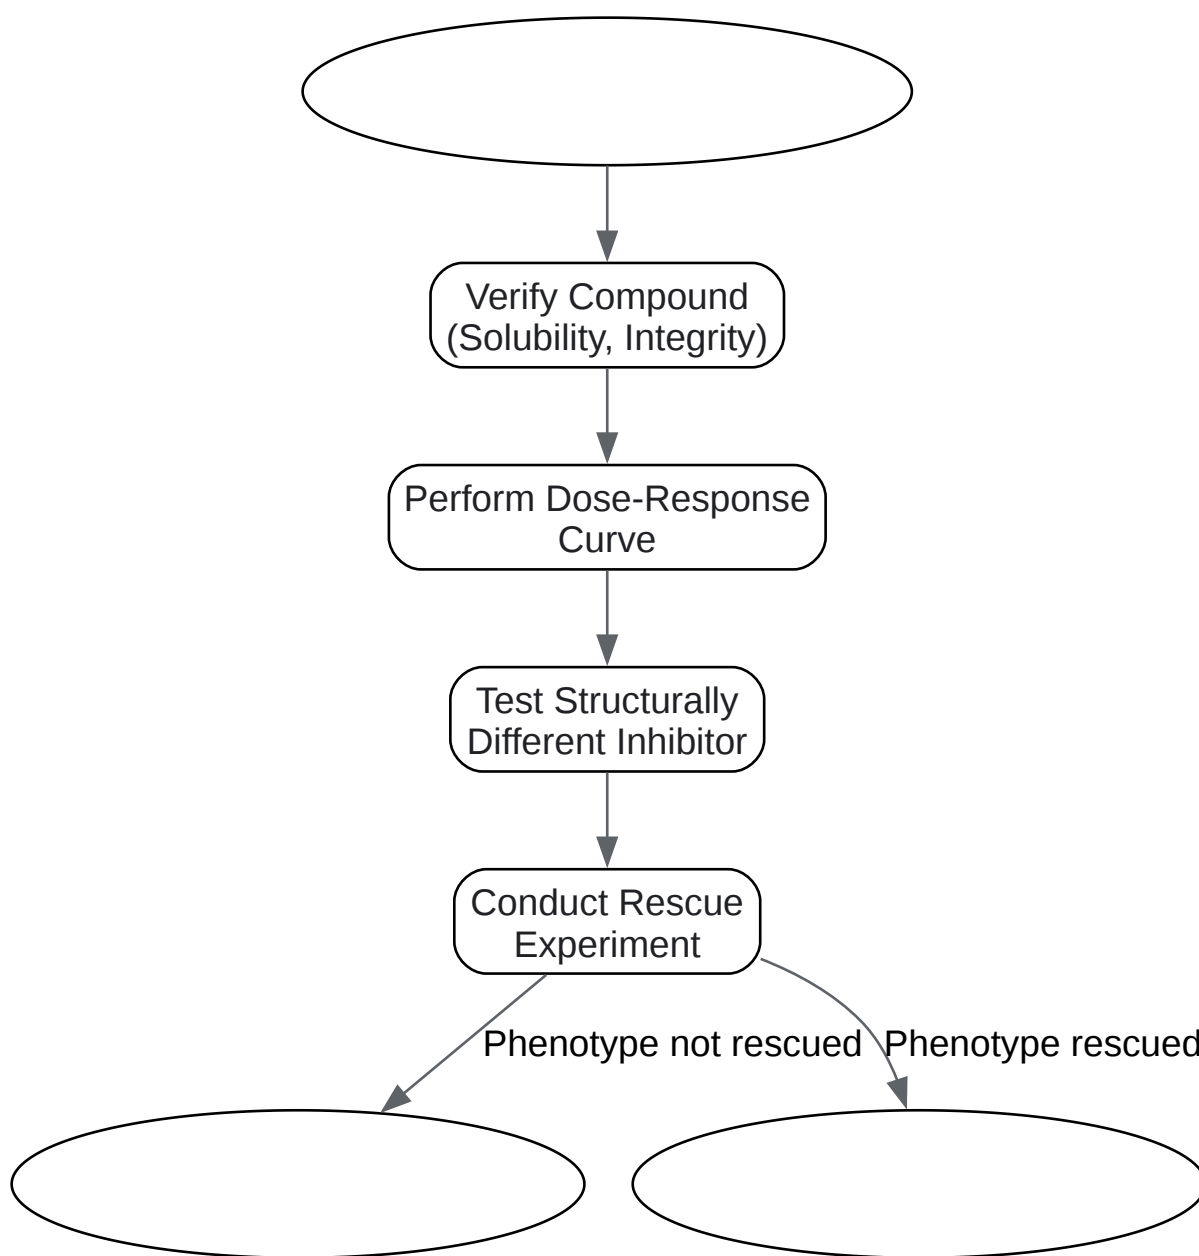 Verify Compound
(Solubility, Integrity)
Perform Dose-Response
Curve
Test Structurally
Different Inhibitor
Conduct Rescue
Experiment
Phenotype not rescued
Phenotype rescued